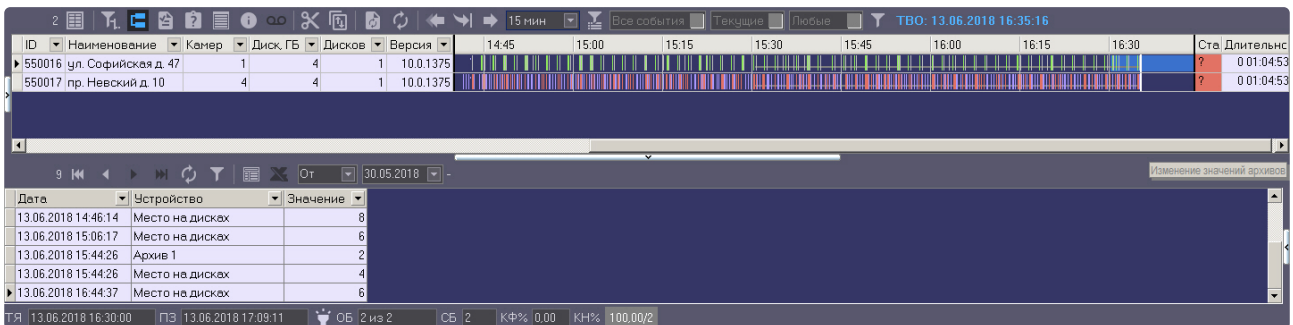 2 15 мин Все события Текущие Любые ТВО: 13.06.2018 16:35:16
ID Наименование Камер Диск, ГБ Дисков Версия 14:45 15:00 15:15 15:30 15:45 16:00 16:15 16:30 Ста Длительнс
550016 ул. Софийская д. 47 1 4 1 10.0.1375 ? 0 01:04:53
550017 пр. Невский д. 10 4 4 1 10.0.1375 ? 0 01:04:53
9 От 30.05.2018 - Изменение значений архивов
Дата Устройство Значение
13.06.2018 14:46:14 Место на дисках 8
13.06.2018 15:06:17 Место на дисках 6
13.06.2018 15:44:26 Архив 1 2
13.06.2018 15:44:26 Место на дисках 4
13.06.2018 16:44:37 Место на дисках 6
ТЯ 13.06.2018 16:30:00 ПЗ 13.06.2018 17:09:11 ОБ 2 из 2 СБ 2 КФ% 0,00 КН% 100,00/2